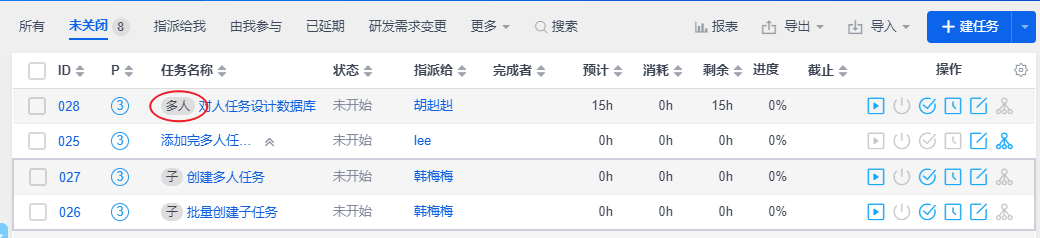 所有 未关闭 8 指派给我 由我参与 已延期 研发需求变更 更多 搜索 报表 导出 导入 + 建任务
ID P 任务名称 状态 指派给 完成者 预计 消耗 剩余 进度 截止 操作
028 3 多人 对人任务设计数据库 未开始 胡赳赳 15h 0h 15h 0%
025 3 添加完多人任... 未开始 lee 0h 0h 0h 0%
027 3 子 创建多人任务 未开始 韩梅梅 0h 0h 0h 0%
026 3 子 批量创建子任务 未开始 韩梅梅 0h 0h 0h 0%